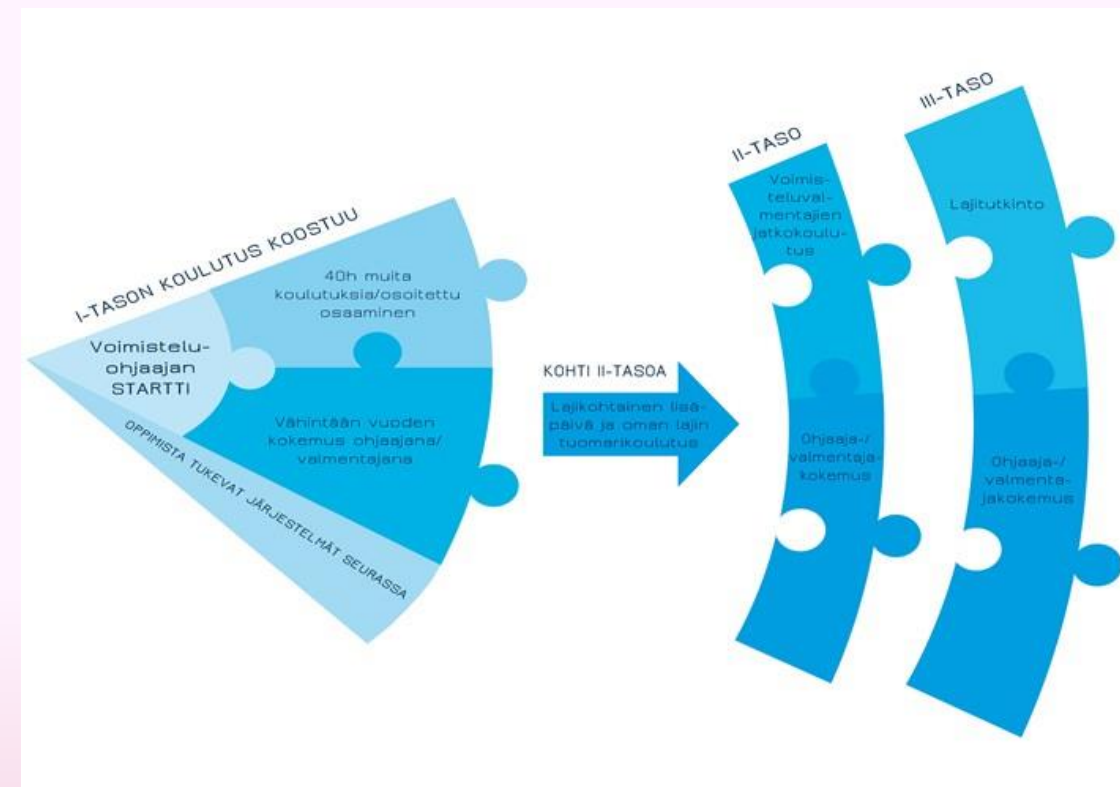 I-TASON KOULUTUS KOOSTUU
Voimistelu-
ohjaajan
STARTTI
40h muita
koulutuksia/osoitettu
osaaminen
Vähintään vuoden
kokemus ohjaajana/
valmentajana
OPPIMISTA TUKEVAT JÄRJESTELMÄT SEURASSA
KOHTI II-TASOA
Lajikohtainen lisä-
päivä ja oman lajin
tuomarikoulutus
II-TASO
Voimis-
teluval-
mentajien
jatkokoulu-
tus
Ohjaaja-/
valmentaja-
kokemus
III-TASO
Lajitutkinto
Ohjaaja-/
valmenta-
jakokemus